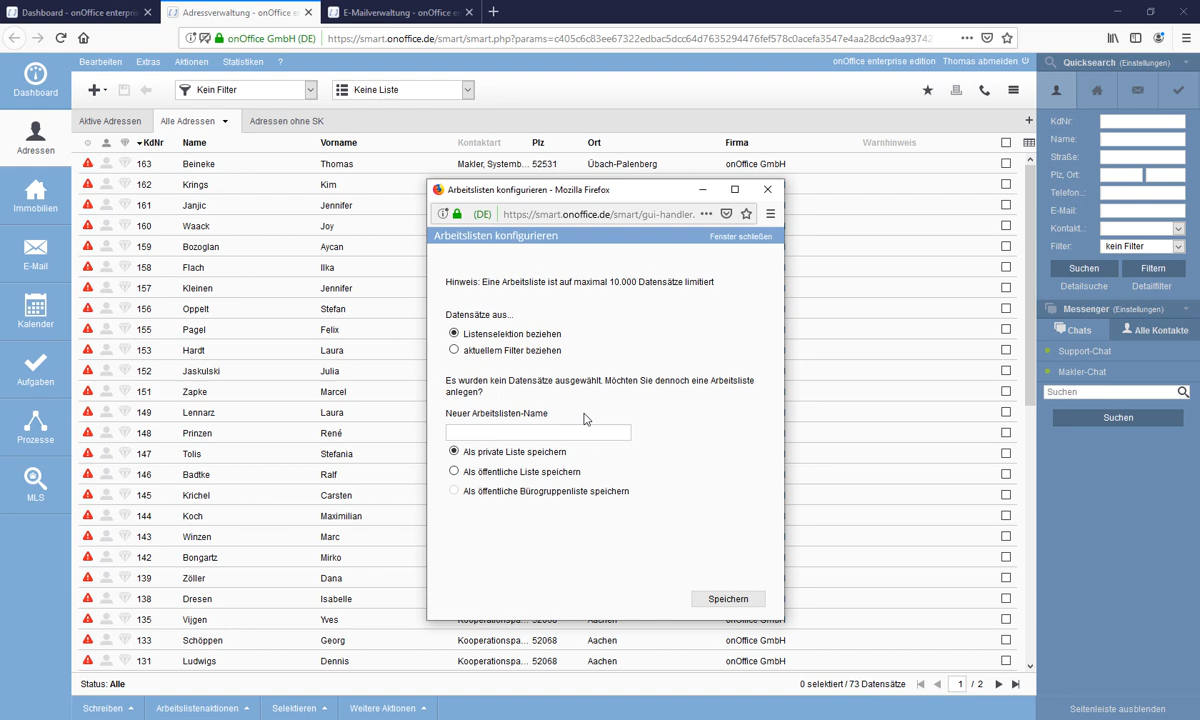 Dashboard - onOffice enterpris
Adressverwaltung - onOffice en
E-Mailverwaltung - onOffice en
onOffice GmbH (DE)
https://smart.onoffice.de/smart/smart.php?params=c405c6c83ee67322edbac5dcc64d7635294476fef578c0acefa3547e4aa28cdc9aa93742
Dashboard
Adressen
Immobilien
E-Mail
Kalender
Aufgaben
Prozesse
MLS
Bearbeiten Extras Aktionen Statistiken ?
onOffice enterprise edition Thomas abmelden
Kein Filter
Keine Liste
Aktive Adressen Alle Adressen Adressen ohne SK
KdNr Name Vorname Kontaktart Plz Ort Firma Warnhinweis
163 Beineke Thomas Makler, Systemb... 52531 Übach-Palenberg onOffice GmbH
162 Krings Kim
161 Janjic Jennifer
160 Waack Joy
159 Bozoglan Aycan
158 Flach Ilka
157 Kleinen Jennifer
156 Oppelt Stefan
155 Pagel Felix
153 Hardt Laura
152 Jaskulski Julia
151 Zapke Marcel
149 Lennarz Laura
148 Prinzen René
147 Tolis Stefania
146 Badtke Ralf
145 Krichel Carsten
144 Koch Maximilian
143 Winzen Marc
142 Bongartz Mirko
139 Zöller Dana
138 Dresen Isabelle
135 Vijgen Yves Kooperationspa... 52068 Aachen onOffice GmbH
133 Schöppen Georg Kooperationspa... 52068 Aachen onOffice GmbH
131 Ludwigs Dennis Kooperationspa... 52068 Aachen onOffice GmbH
Status: Alle
0 selektiert / 73 Datensätze
1 / 2
Schreiben Arbeitslistenaktionen Selektieren Weitere Aktionen
Arbeitslisten konfigurieren - Mozilla Firefox
(DE) https://smart.onoffice.de/smart/gui-handler.
Arbeitslisten konfigurieren Fenster schließen
Hinweis: Eine Arbeitsliste ist auf maximal 10.000 Datensätze limitiert
Datensätze aus...
Listenselektion beziehen
aktuellem Filter beziehen
Es wurden kein Datensätze ausgewählt. Möchten Sie dennoch eine Arbeitsliste
anlegen?
Neuer Arbeitslisten-Name
Als private Liste speichern
Als öffentliche Liste speichern
Als öffentliche Bürogruppenliste speichern
Speichern
Quicksearch (Einstellungen)
KdNr:
Name:
Straße:
Plz, Ort:
Telefon..:
E-Mail:
Kontakt.:
Filter: kein Filter
Suchen Filtern
Detailsuche Detailfilter
Messenger (Einstellungen)
Chats Alle Kontakte
Support-Chat
Makler-Chat
Suchen
Suchen
Seitenleiste ausblenden